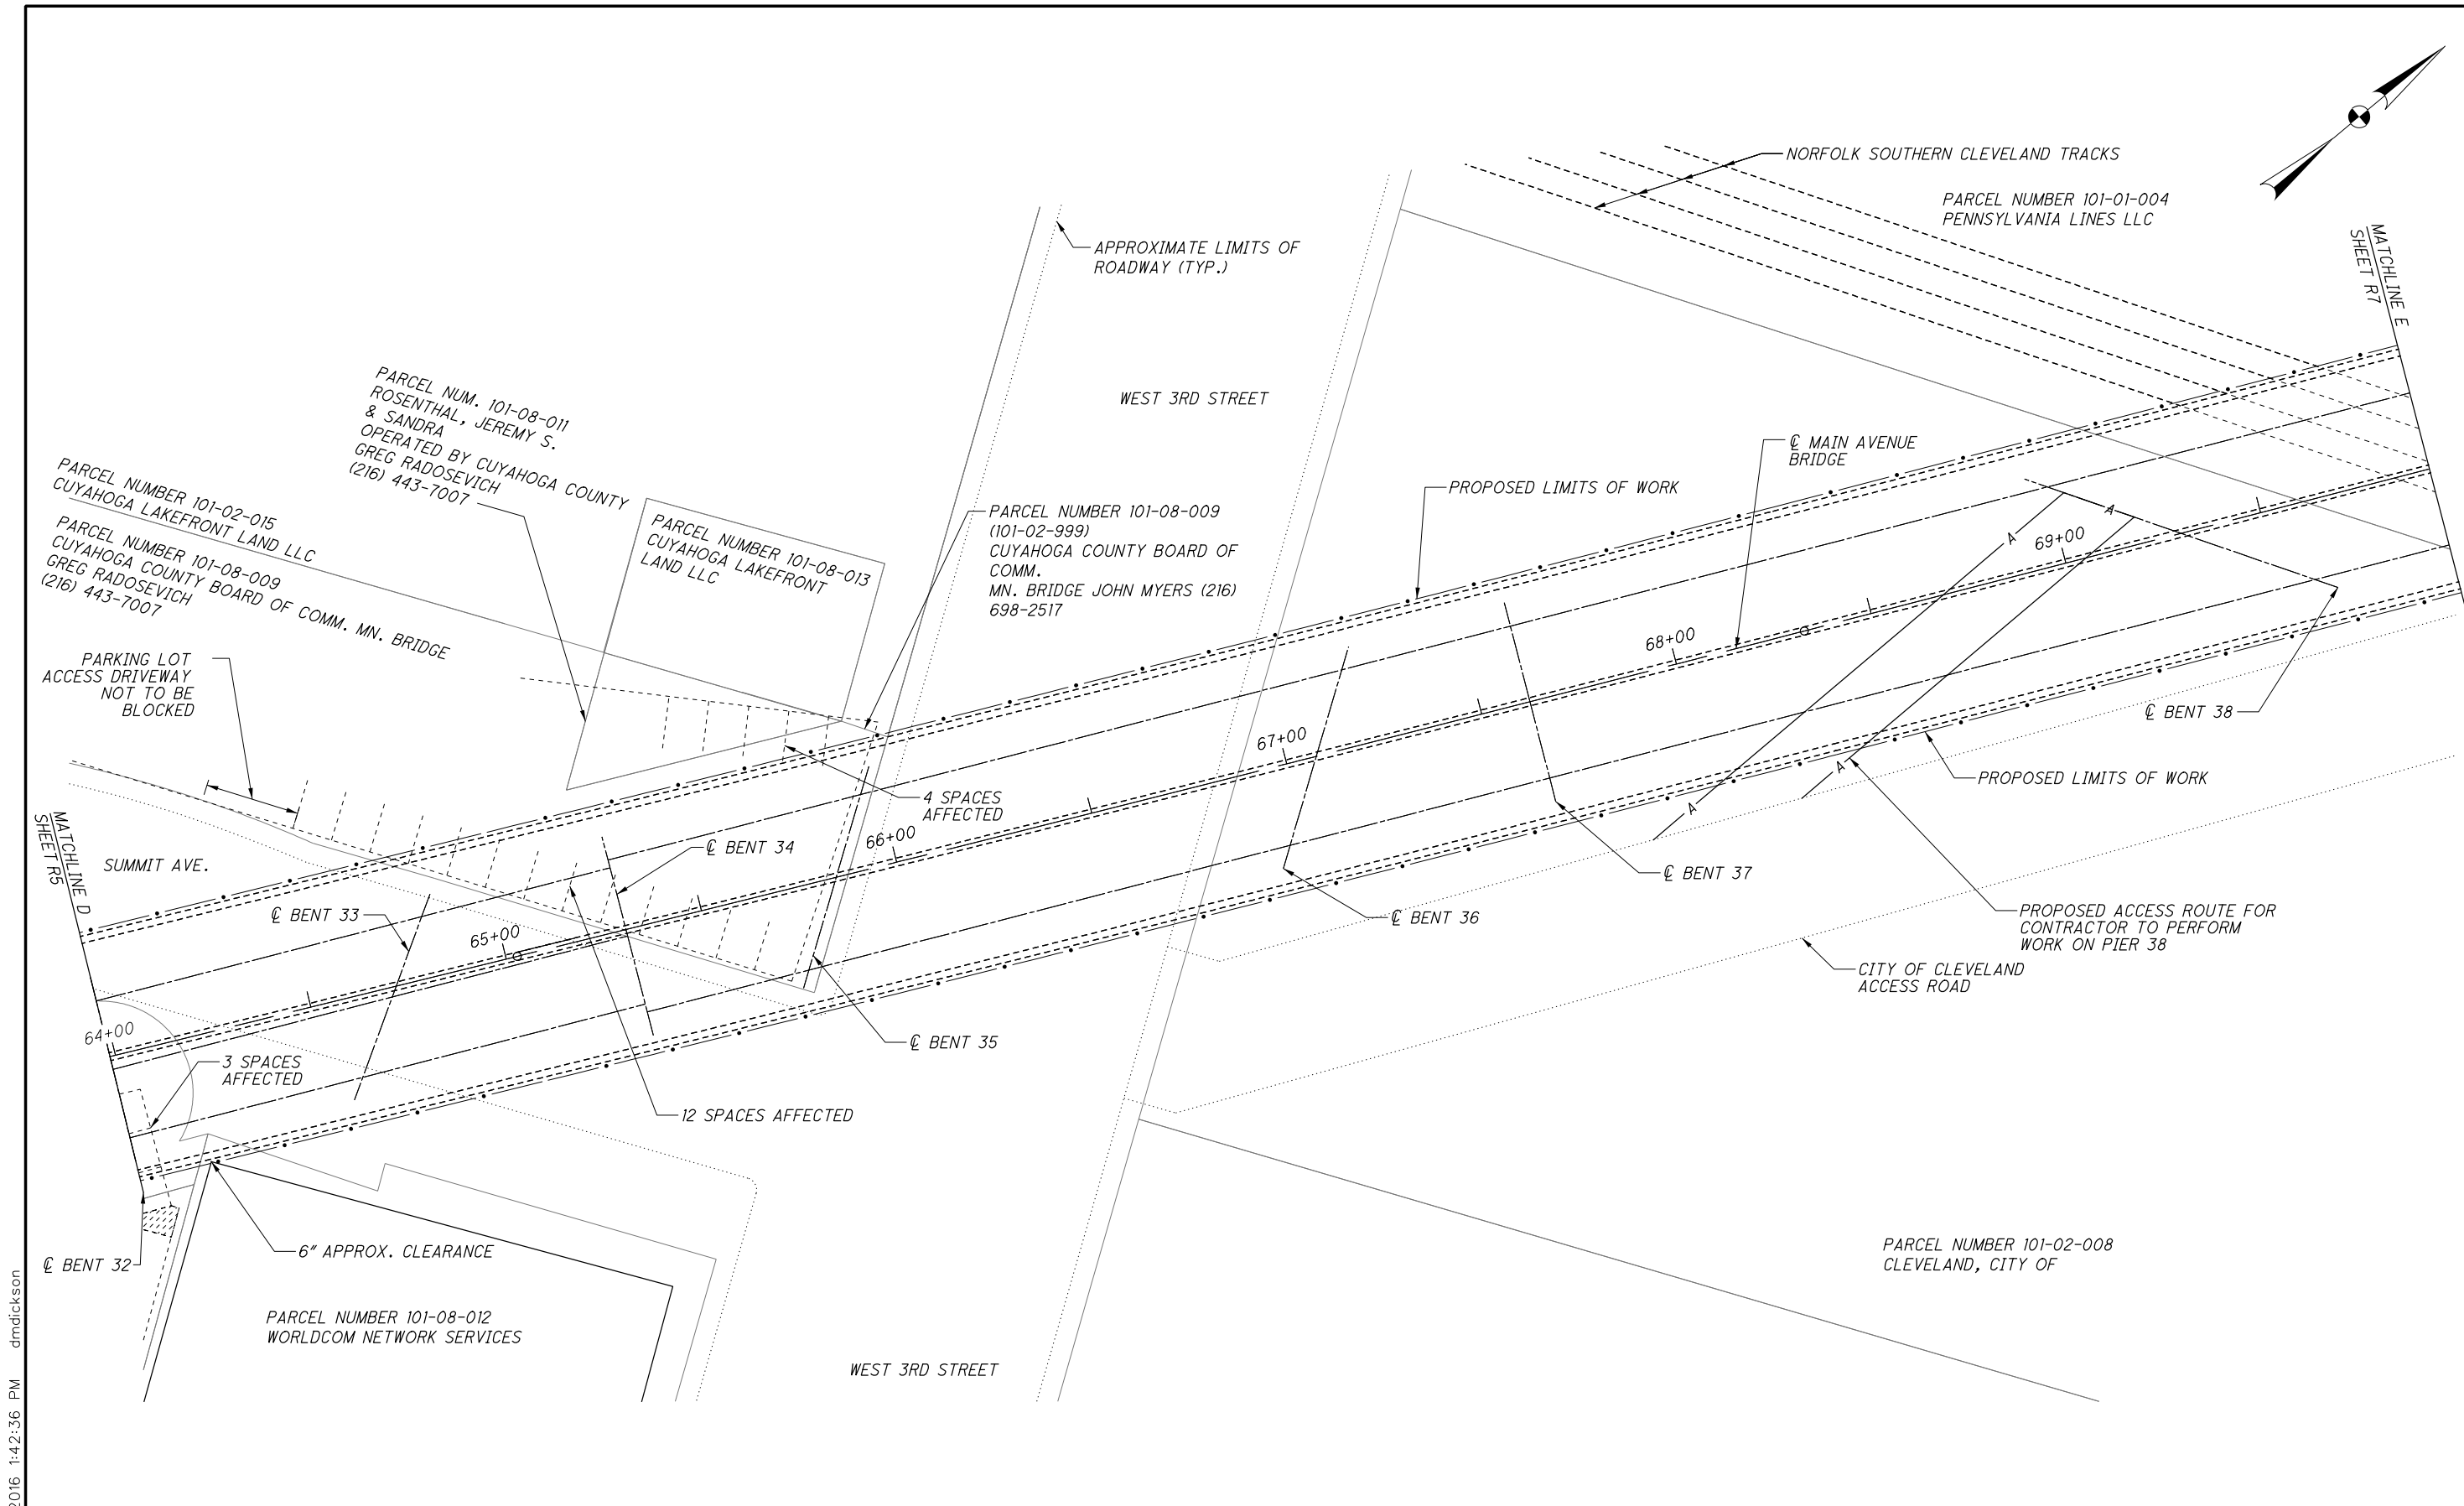 NORFOLK SOUTHERN CLEVELAND TRACKS
PARCEL NUMBER 101-01-004
PENNSYLVANIA LINES LLC
MATCHLINE E
SHEET R7
APPROXIMATE LIMITS OF
ROADWAY (TYP.)
WEST 3RD STREET
PARCEL NUM. 101-08-011
ROSENTHAL, JEREMY S.
& SANDRA
OPERATED BY CUYAHOGA COUNTY
GREG RADOSEVICH
(216) 443-7007
℄ MAIN AVENUE
BRIDGE
PARCEL NUMBER 101-02-015
CUYAHOGA LAKEFRONT LAND LLC
PARCEL NUMBER 101-08-009
CUYAHOGA COUNTY BOARD OF COMM. MN. BRIDGE
GREG RADOSEVICH
(216) 443-7007
PARCEL NUMBER 101-08-013
CUYAHOGA LAKEFRONT
LAND LLC
PARCEL NUMBER 101-08-009
(101-02-999)
CUYAHOGA COUNTY BOARD OF
COMM.
MN. BRIDGE JOHN MYERS (216)
698-2517
PROPOSED LIMITS OF WORK
A
A
69+00
68+00
67+00
PARKING LOT
ACCESS DRIVEWAY
NOT TO BE
BLOCKED
℄ BENT 38
A
A
PROPOSED LIMITS OF WORK
4 SPACES
AFFECTED
66+00
MATCHLINE D
SHEET R5
SUMMIT AVE.
℄ BENT 34
℄ BENT 37
℄ BENT 33
65+00
℄ BENT 36
PROPOSED ACCESS ROUTE FOR
CONTRACTOR TO PERFORM
WORK ON PIER 38
CITY OF CLEVELAND
ACCESS ROAD
64+00
℄ BENT 35
3 SPACES
AFFECTED
12 SPACES AFFECTED
6" APPROX. CLEARANCE
℄ BENT 32
PARCEL NUMBER 101-02-008
CLEVELAND, CITY OF
PARCEL NUMBER 101-08-012
WORLDCOM NETWORK SERVICES
WEST 3RD STREET
2016 1:42:36 PM dmdickson